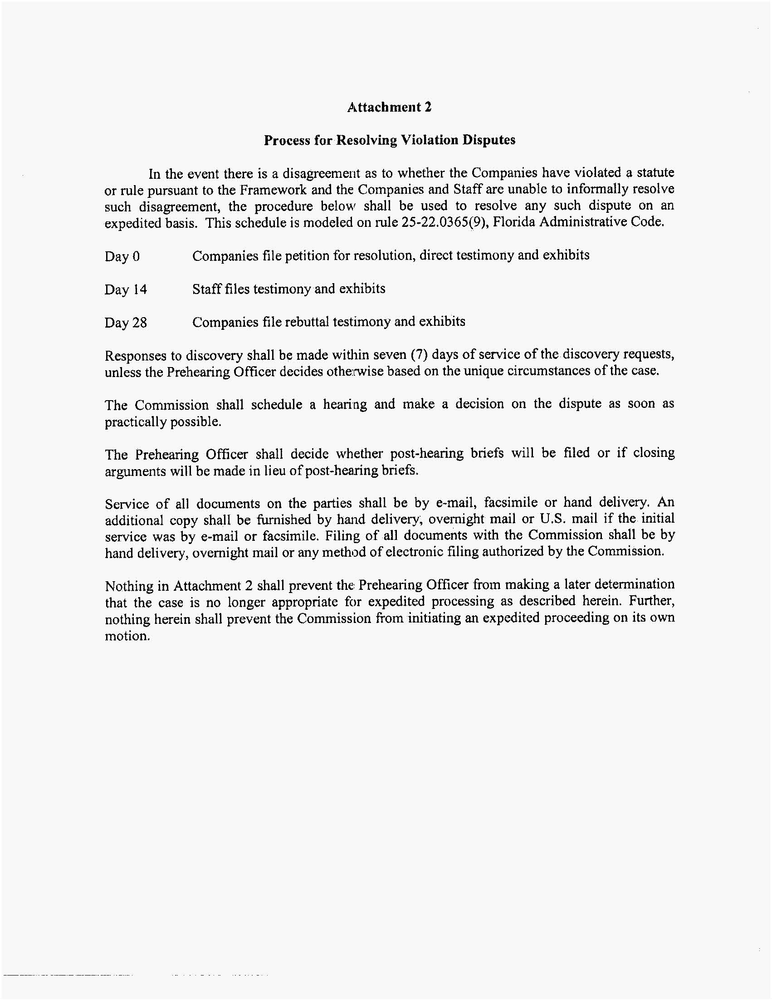 Attachment 2
Process for Resolving Violation Disputes
In the event there is a disagreement as to whether the Companies have violated a statute
or rule pursuant to the Framework and the Companies and Staff are unable to informally resolve
such disagreement, the procedure below shall be used to resolve any such dispute on an
expedited basis. This schedule is modeled on rule 25-22.0365(9), Florida Administrative Code.
Day 0 Companies file petition for resolution, direct testimony and exhibits
Day 14 Staff files testimony and exhibits
Day 28 Companies file rebuttal testimony and exhibits
Responses to discovery shall be made within seven (7) days of service of the discovery requests,
unless the Prehearing Officer decides otherwise based on the unique circumstances of the case.
The Commission shall schedule a hearing and make a decision on the dispute as soon as
practically possible.
The Prehearing Officer shall decide whether post-hearing briefs will be filed or if closing
arguments will be made in lieu of post-hearing briefs.
Service of all documents on the parties shall be by e-mail, facsimile or hand delivery. An
additional copy shall be furnished by hand delivery, overnight mail or U.S. mail if the initial
service was by e-mail or facsimile. Filing of all documents with the Commission shall be by
hand delivery, overnight mail or any method of electronic filing authorized by the Commission.
Nothing in Attachment 2 shall prevent the Prehearing Officer from making a later determination
that the case is no longer appropriate for expedited processing as described herein. Further,
nothing herein shall prevent the Commission from initiating an expedited proceeding on its own
motion.